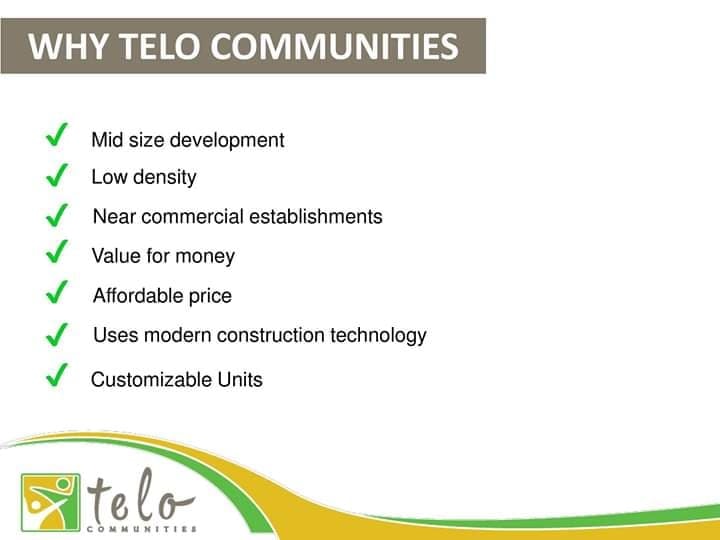 WHY TELO COMMUNITIES
Mid size development
Low density
Near commercial establishments
Value for money
Affordable price
Uses modern construction technology
Customizable Units
telo
COMMUNITIES